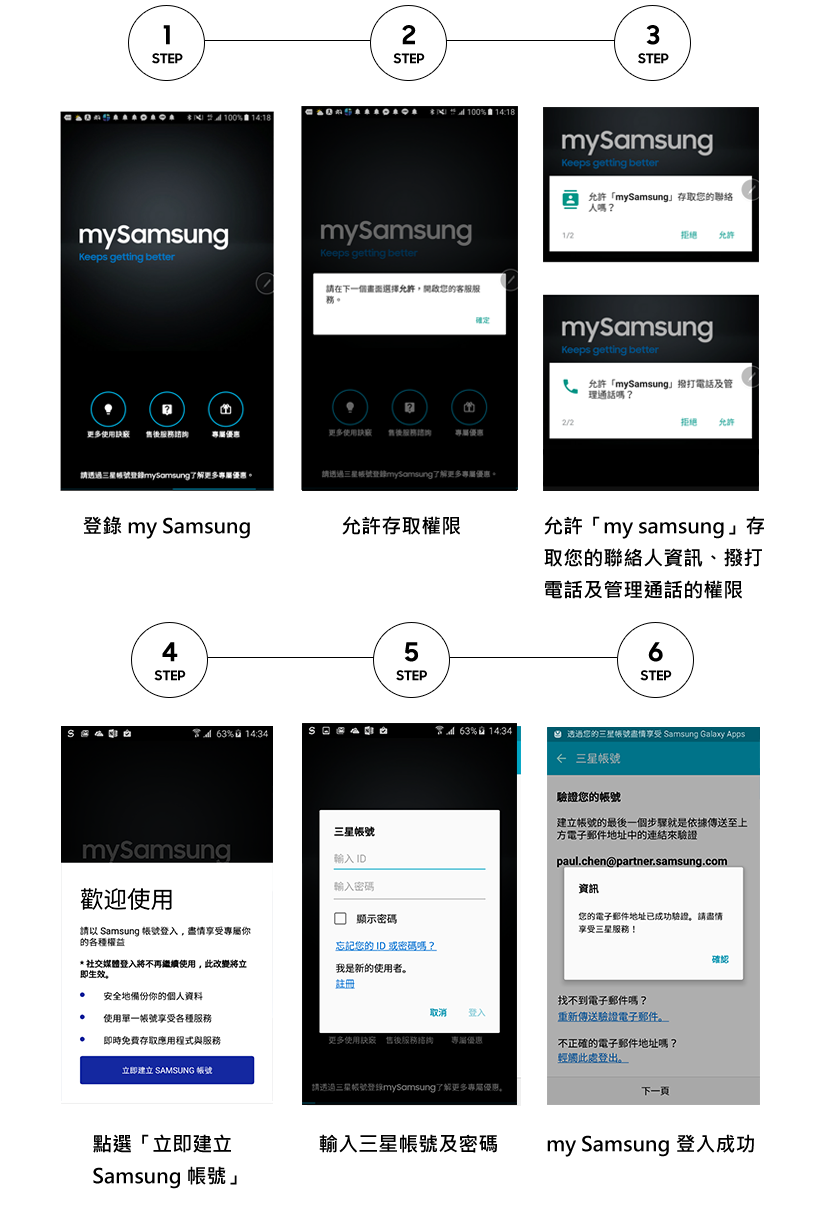 1
STEP
2
STEP
3
STEP
100% 14:18
mySamsung
Keeps getting better
更多使用訣竅
售後服務諮詢
專屬優惠
請透過三星帳號登錄mySamsung了解更多專屬優惠。
100% 14:18
mySamsung
Keeps getting better
請在下一個畫面選擇允許，開啟您的客服服
務。
確定
更多使用訣竅
售後服務諮詢
專屬優惠
請透過三星帳號登錄mySamsung了解更多專屬優惠。
mySamsung
Keeps getting better
允許「mySamsung」存取您的聯絡
人嗎？
1/2
拒絕
允許
mySamsung
Keeps getting better
允許「mySamsung」撥打電話及管
理通話嗎？
2/2
拒絕
允許
登錄 my Samsung
允許存取權限
允許「my samsung」存
取您的聯絡人資訊、撥打
電話及管理通話的權限
4
STEP
5
STEP
6
STEP
63% 14:34
mySamsung
歡迎使用
請以 Samsung 帳號登入，盡情享受專屬你
的各種權益
* 社交媒體登入將不再繼續使用，此改變將立
即生效。
• 安全地備份你的個人資料
• 使用單一帳號享受各種服務
• 即時免費存取應用程式與服務
立即建立 SAMSUNG 帳號
63% 14:34
三星帳號
輸入 ID
輸入密碼
顯示密碼
忘記您的 ID 或密碼嗎？
我是新的使用者。
註冊
取消
登入
更多使用訣竅
售後服務諮詢
專屬優惠
請透過三星帳號登錄mySamsung了解更多專屬優惠。
透過您的三星帳號盡情享受 Samsung Galaxy Apps
三星帳號
驗證您的帳號
建立帳號的最後一個步驟就是依據傳送至上
方電子郵件地址中的連結來驗證
paul.chen@partner.samsung.com
資訊
您的電子郵件地址已成功驗證。請盡情
享受三星服務！
確認
找不到電子郵件嗎？
重新傳送驗證電子郵件。
不正確的電子郵件地址嗎？
輕觸此處登出。
下一頁
點選「立即建立
Samsung 帳號」
輸入三星帳號及密碼
my Samsung 登入成功